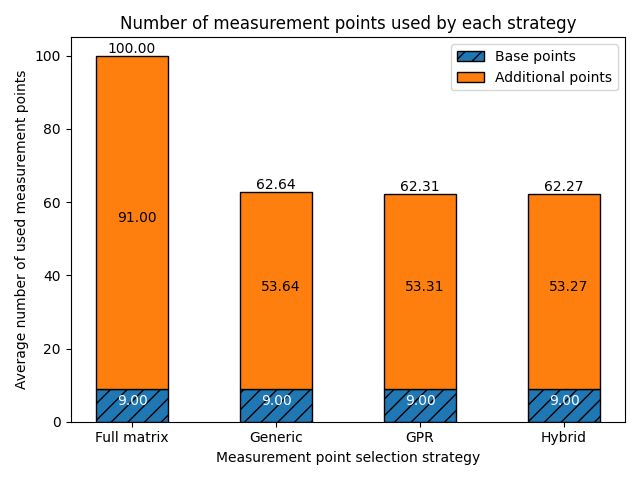 Number of measurement points used by each strategy
Average number of used measurement points
100
80
60
40
20
0
Base points
Additional points
100.00
62.64
62.31
62.27
91.00
53.64
53.31
53.27
9.00
9.00
9.00
9.00
Full matrix
Generic
GPR
Hybrid
Measurement point selection strategy